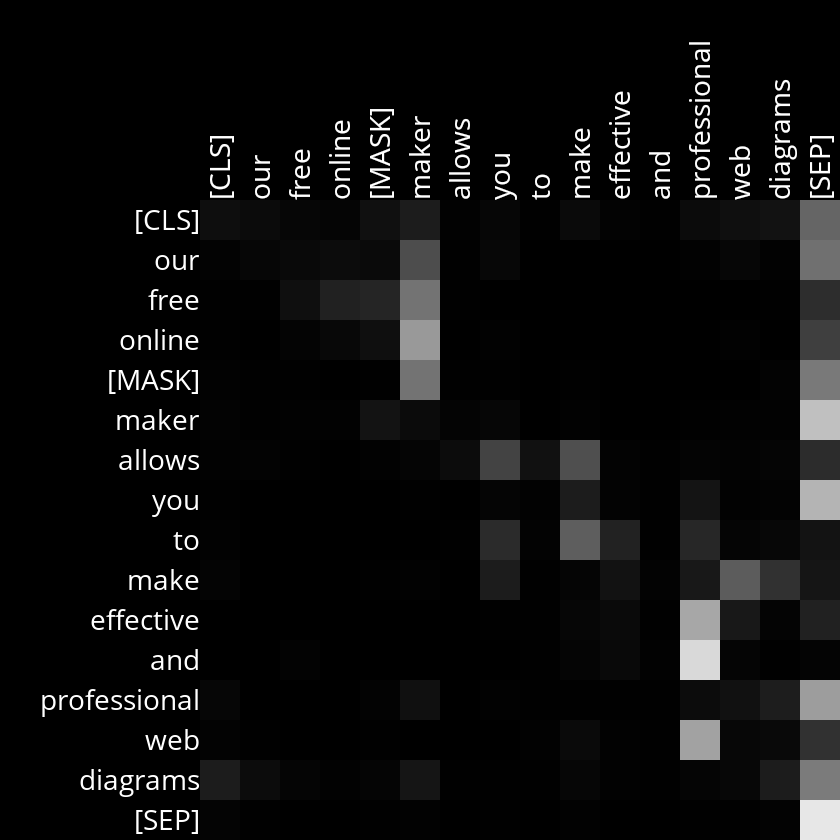 [CLS] our free online [MASK] maker allows you to make effective and professional web diagrams [SEP]
[CLS]
our
free
online
[MASK]
maker
allows
you
to
make
effective
and
professional
web
diagrams
[SEP]